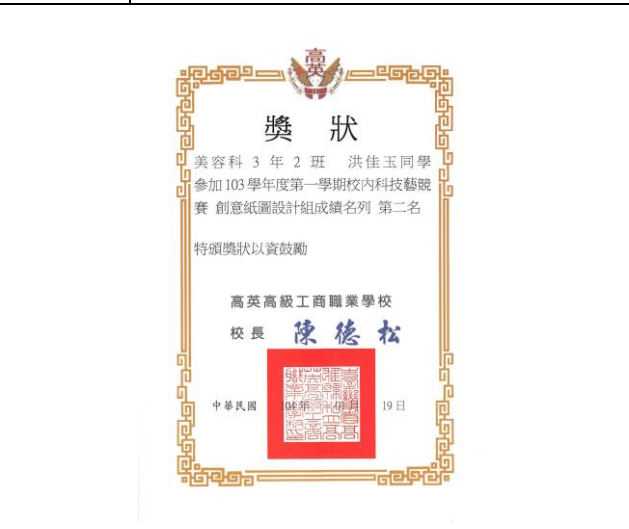 高英
獎 狀
美容科 3 年 2 班 洪佳玉同學
參加 103 學年度第一學期校內科技藝競
賽 創意紙圖設計組成績名列 第二名
特頒獎狀以資鼓勵
高英高級工商職業學校
校長 陳德松
中華民國 104 年 01 月 19 日